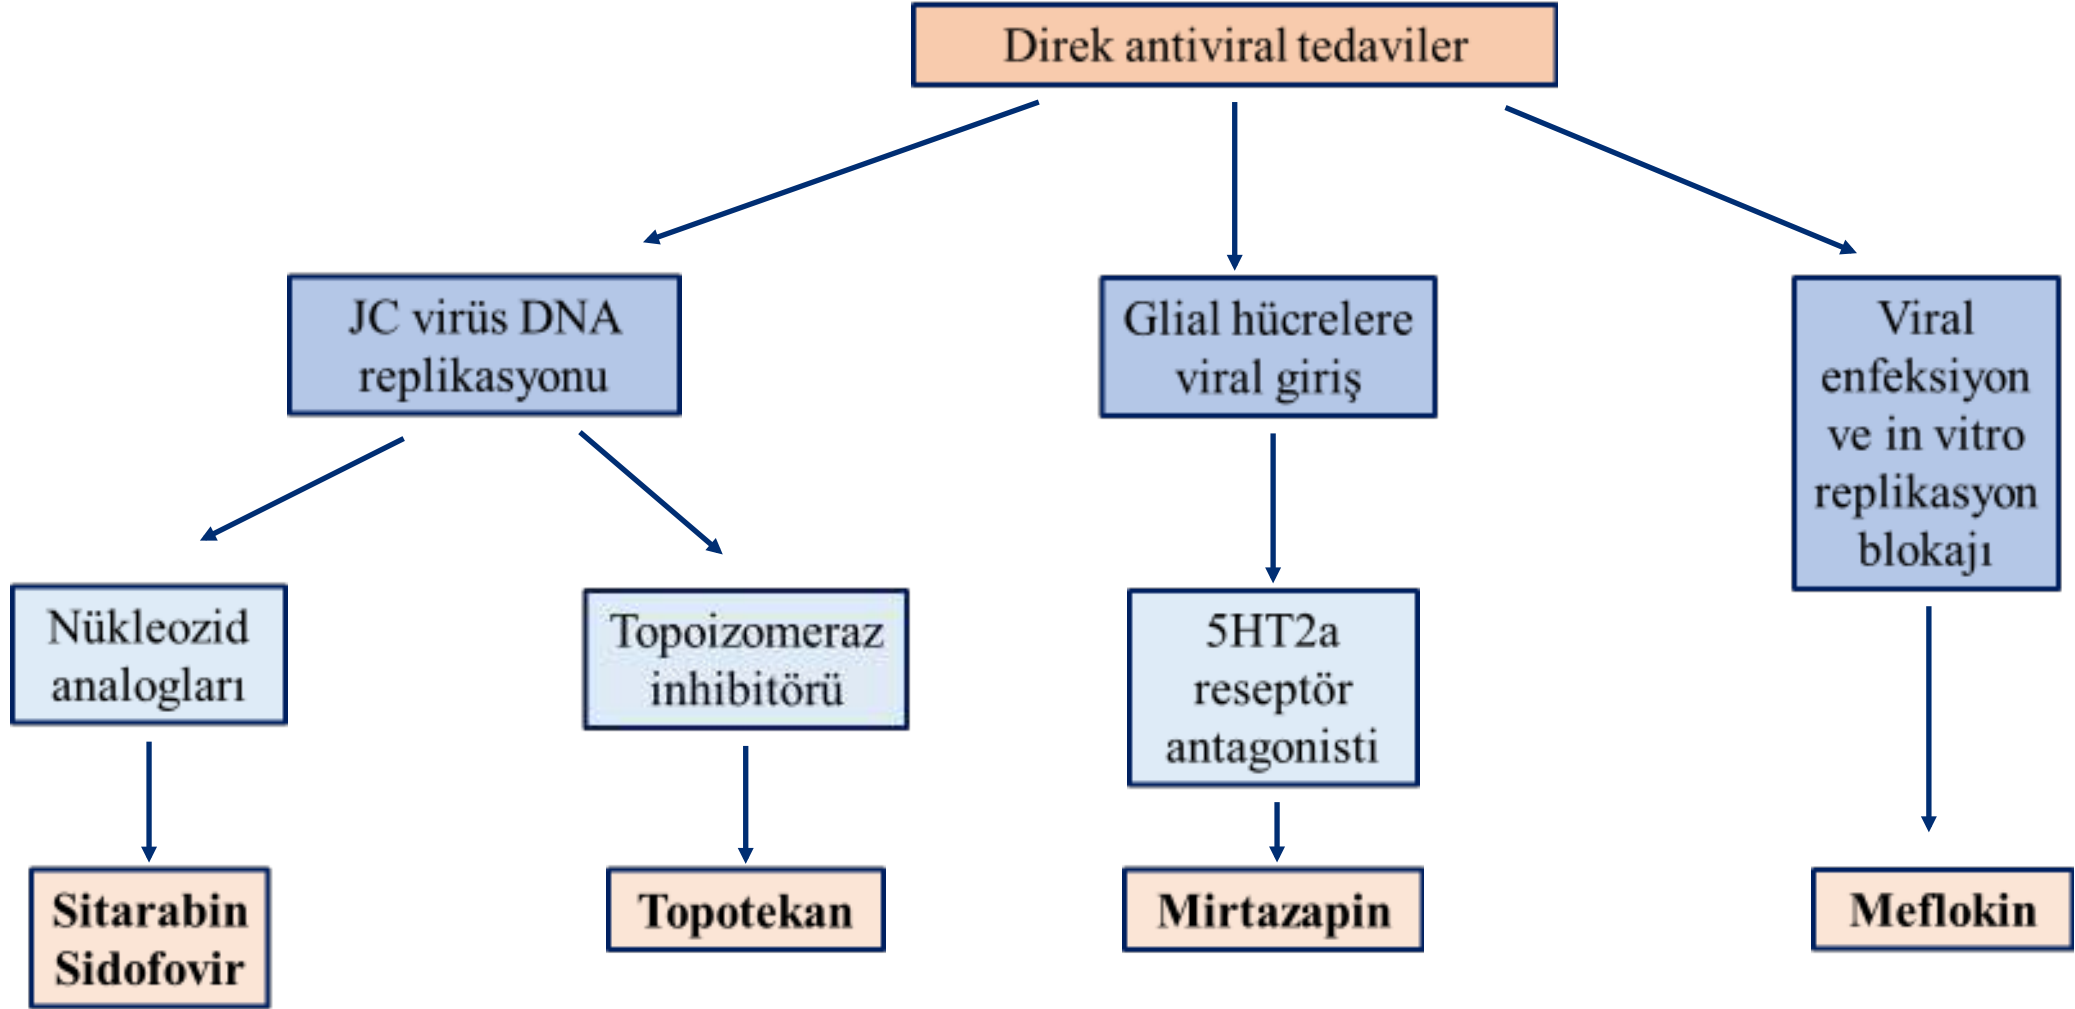 Direk antiviral tedaviler
JC virüs DNA
replikasyonu
Glial hücrelere
viral giriş
Viral
enfeksiyon
ve in vitro
replikasyon
blokajı
Nükleozid
analogları
Topoizomeraz
inhibitörü
5HT2a
reseptör
antagonisti
Sitarabin
Sidofovir
Topotekan
Mirtazapin
Meflokin